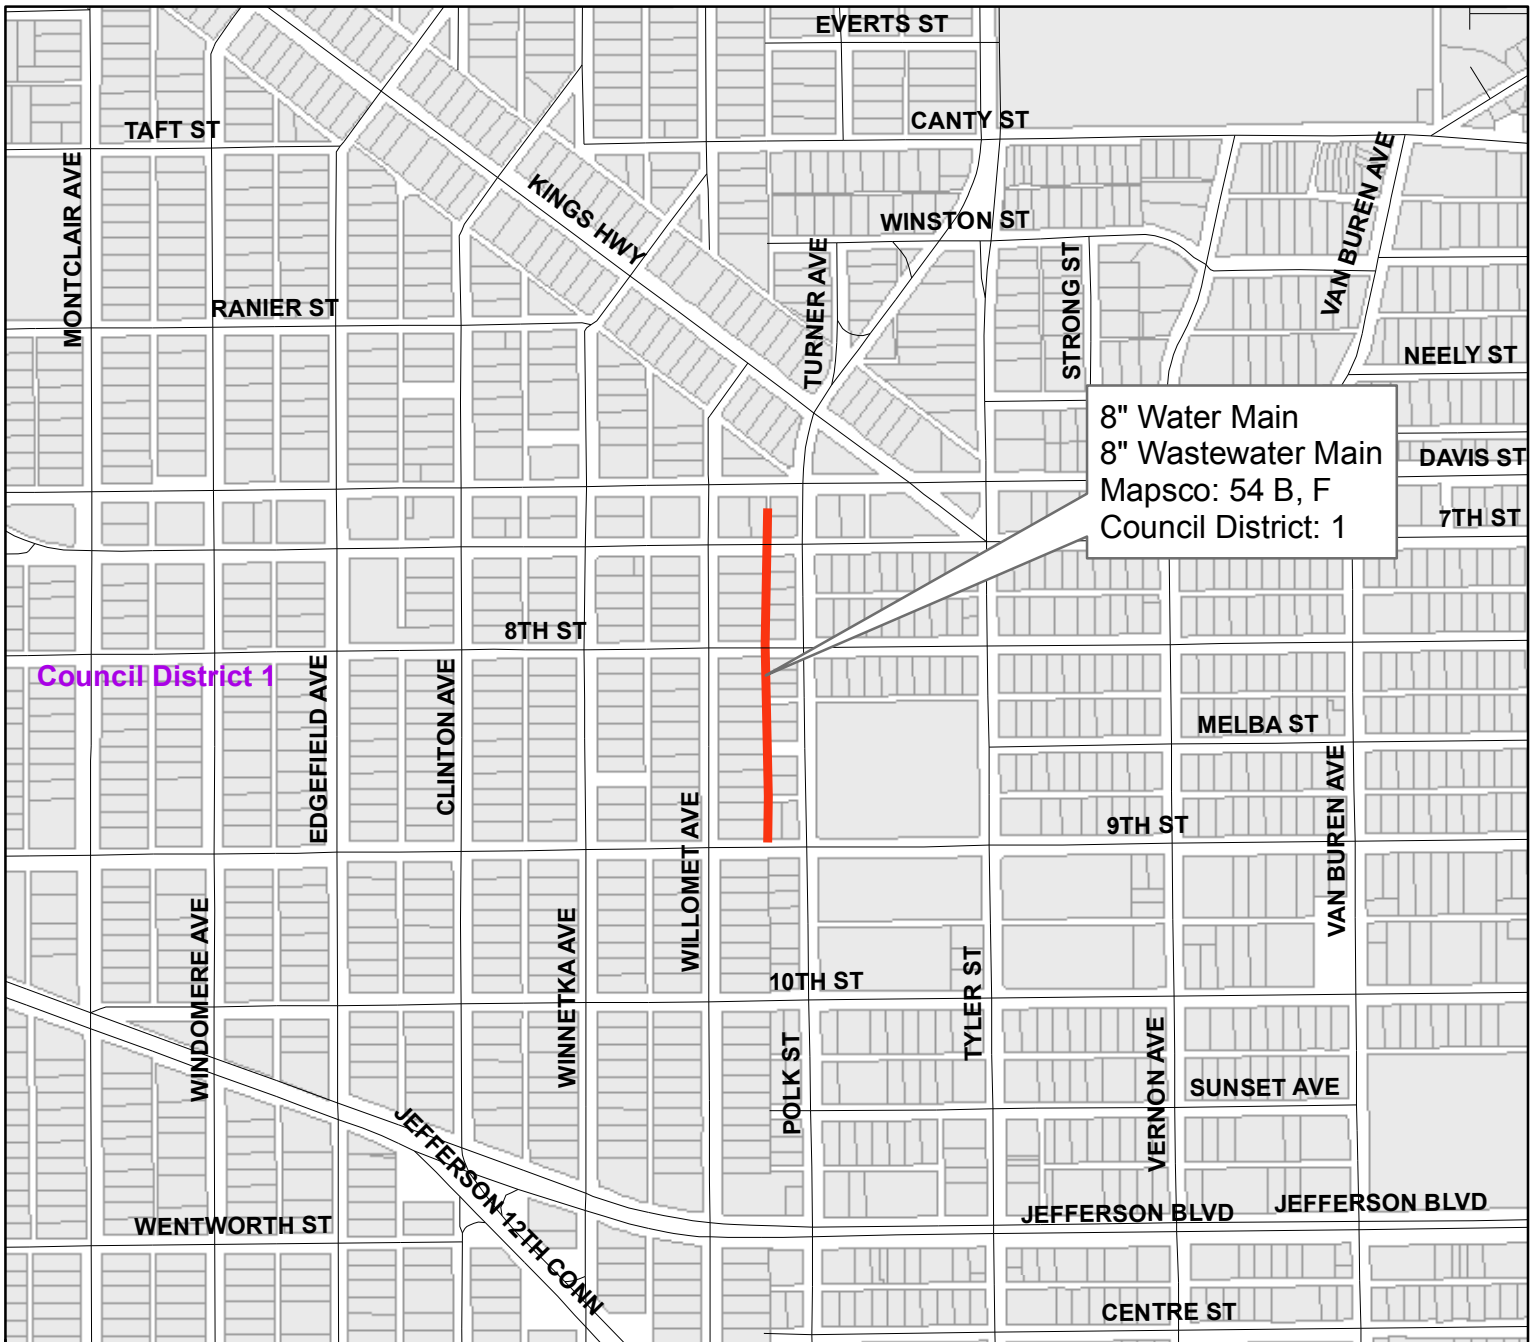 EVERTS ST
CANTY ST
TAFT ST
MONTCLAIR AVE
KINGS HWY
VAN BUREN AVE
WINSTON ST
TURNER AVE
STRONG ST
RANIER ST
NEELY ST
8" Water Main
8" Wastewater Main
Mapsco: 54 B, F
Council District: 1
DAVIS ST
7TH ST
8TH ST
Council District 1
EDGEFIELD AVE
CLINTON AVE
MELBA ST
WILLOMET AVE
9TH ST
VAN BUREN AVE
WINDOMERE AVE
WINNETKA AVE
10TH ST
TYLER ST
POLK ST
VERNON AVE
SUNSET AVE
JEFFERSON 12TH CONN
WENTWORTH ST
JEFFERSON BLVD
JEFFERSON BLVD
CENTRE ST